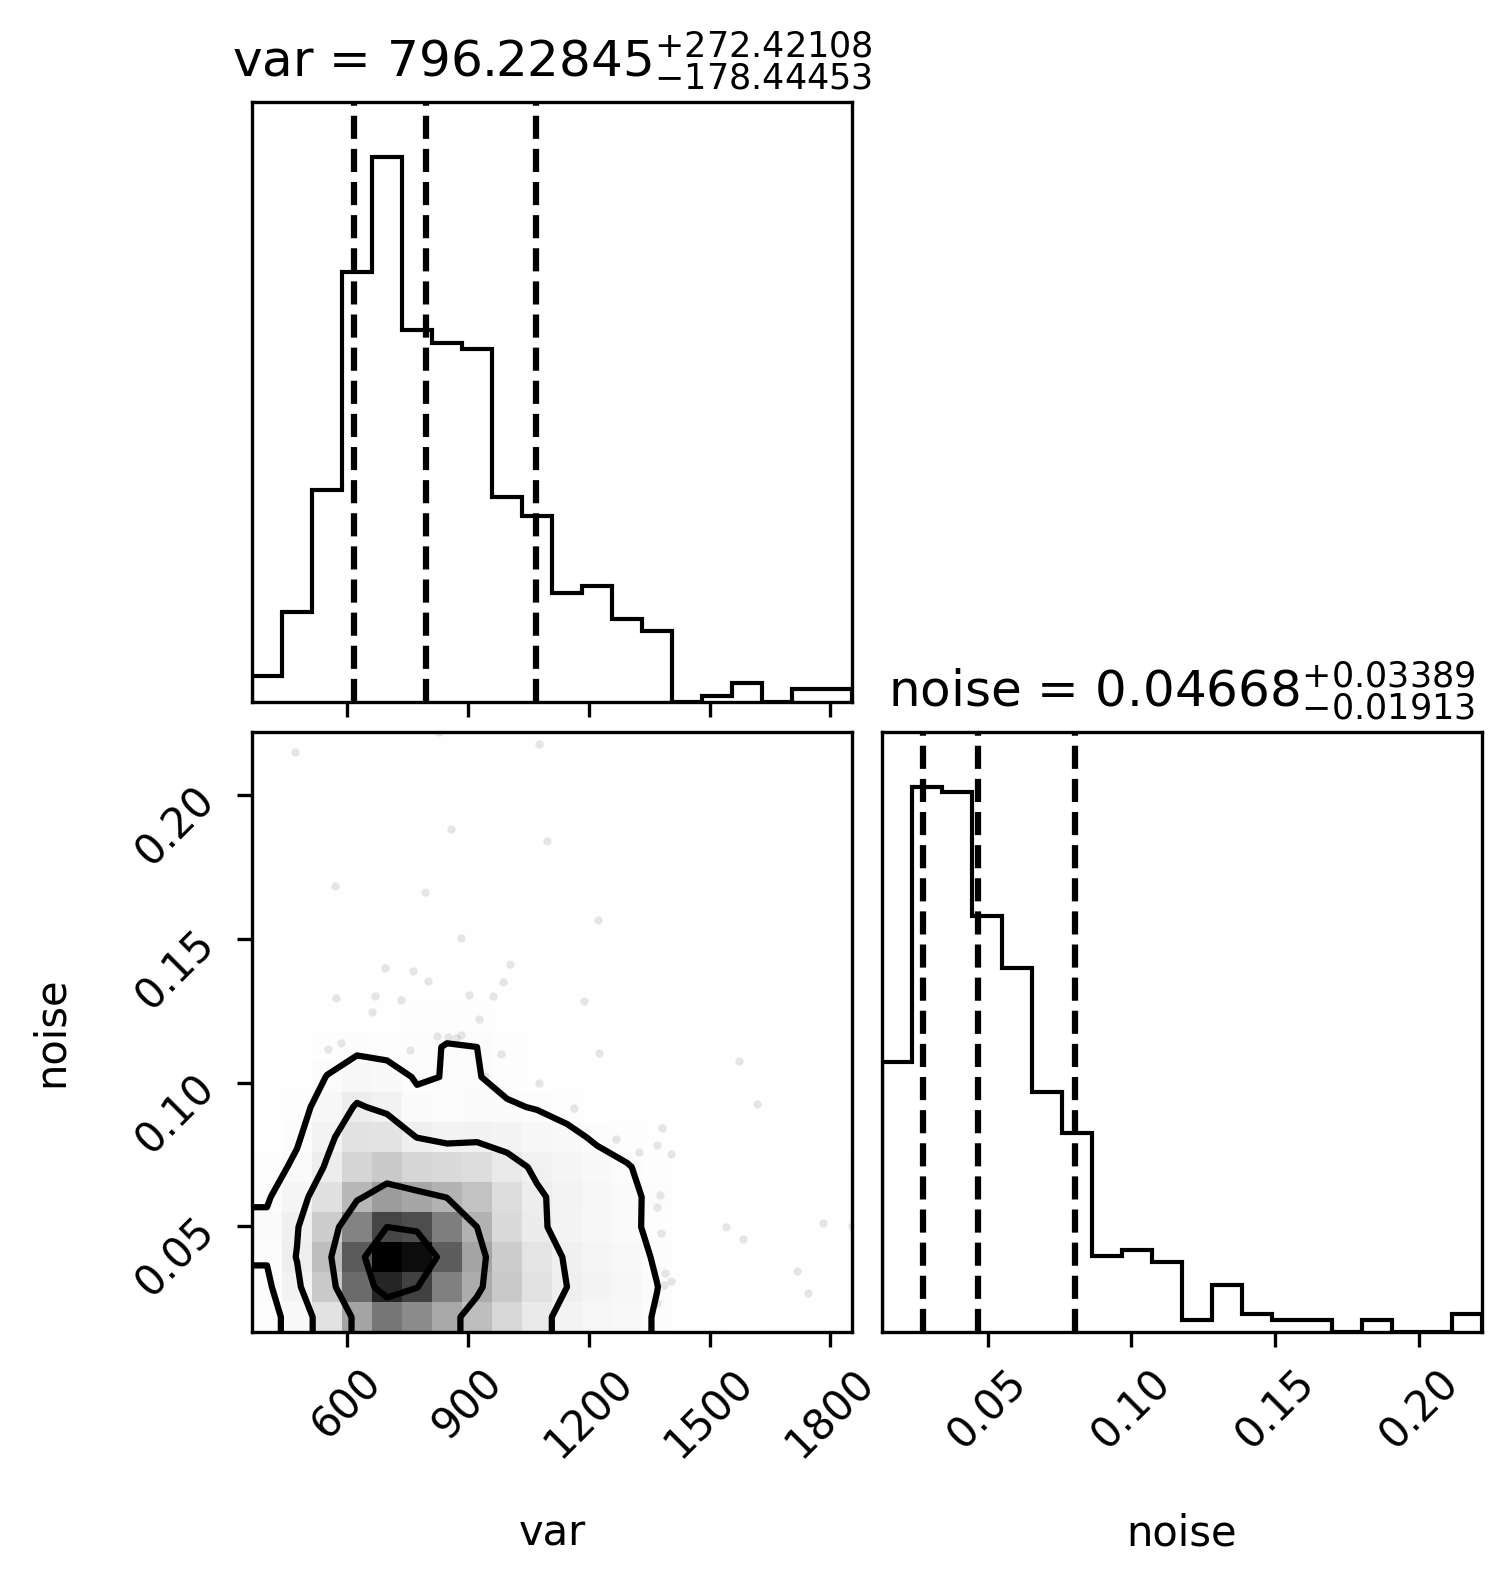 var = 796.22845+272.42108−178.44453
noise = 0.04668+0.03389−0.01913
noise
0.20
0.15
0.10
0.05
600 900 1200 1500 1800
0.05 0.10 0.15 0.20
var noise